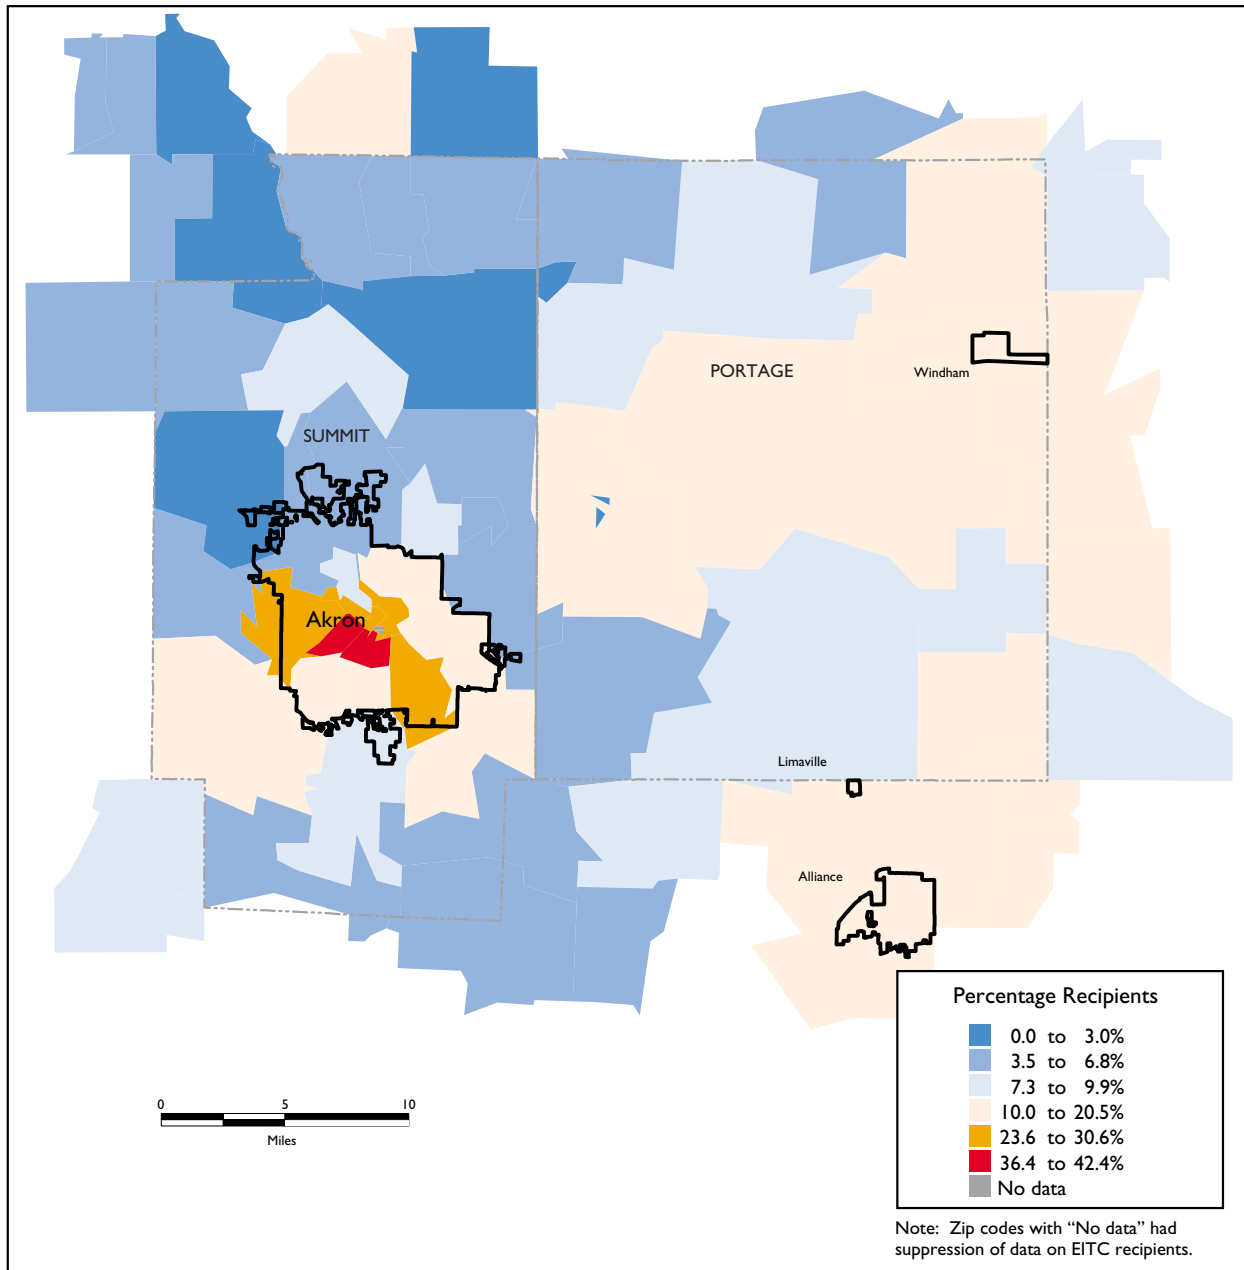 PORTAGE
Windham
SUMMIT
Akron
Limaville
Alliance
Percentage Recipients
0.0 to 3.0%
3.5 to 6.8%
7.3 to 9.9%
10.0 to 20.5%
23.6 to 30.6%
36.4 to 42.4%
No data
0 5 10
Miles
Note: Zip codes with “No data” had
suppression of data on EITC recipients.